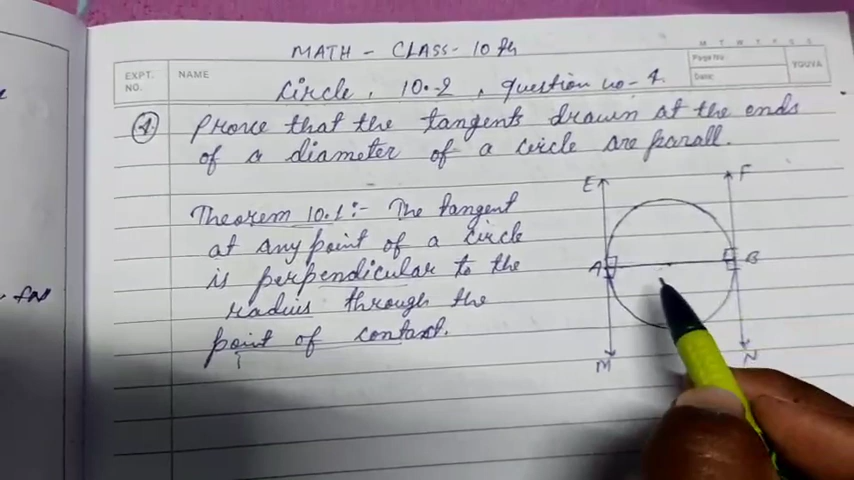 MATH - CLASS - 10th
M T W T F S S
Page No.
Date:
YOUVA
EXPT. NO.
NAME
Circle, 10.2, question no - 4.
4 Prove that the tangents drawn at the ends
of a diameter of a circle are parall.
Theorem 10.1:- The tangent
at any point of a circle
is perpendicular to the
radius through the
point of contact.
E F
A B
M N